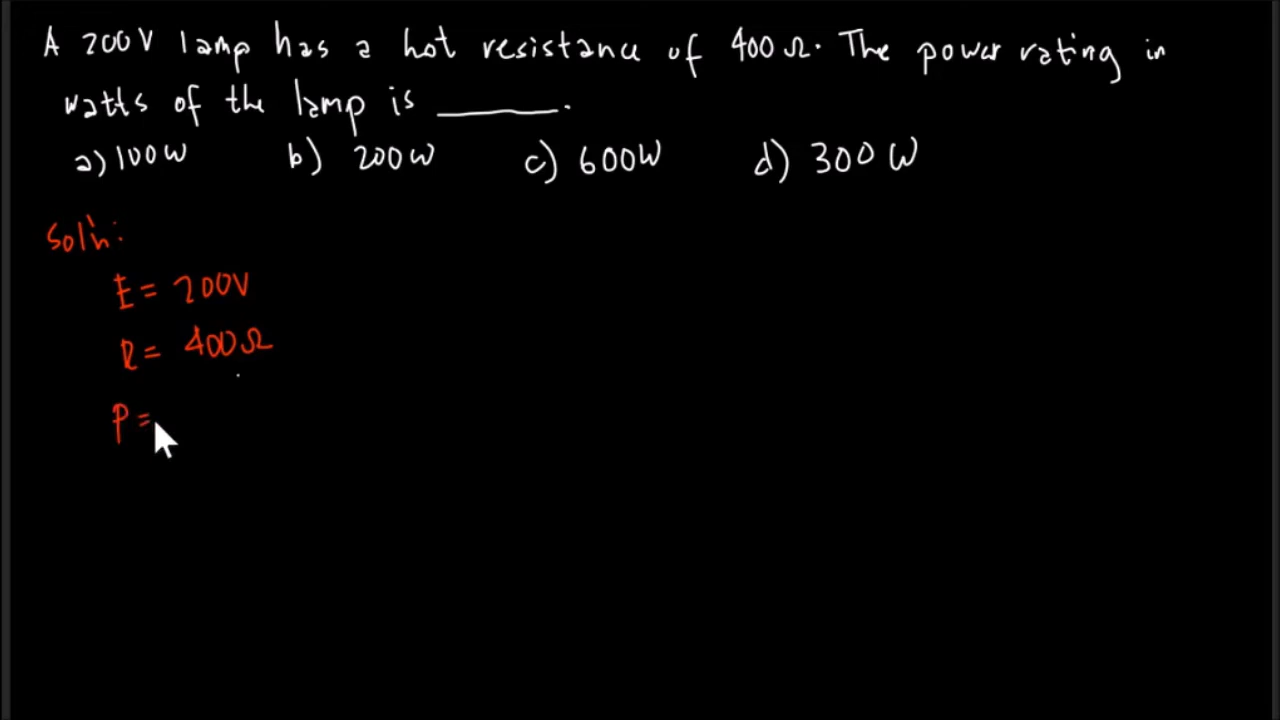 A 200V lamp has a hot resistance of 400Ω. The power rating in
watts of the lamp is ______.
a) 100W b) 200W c) 600W d) 300W
Sol'n:
E = 200V
R = 400Ω
P =